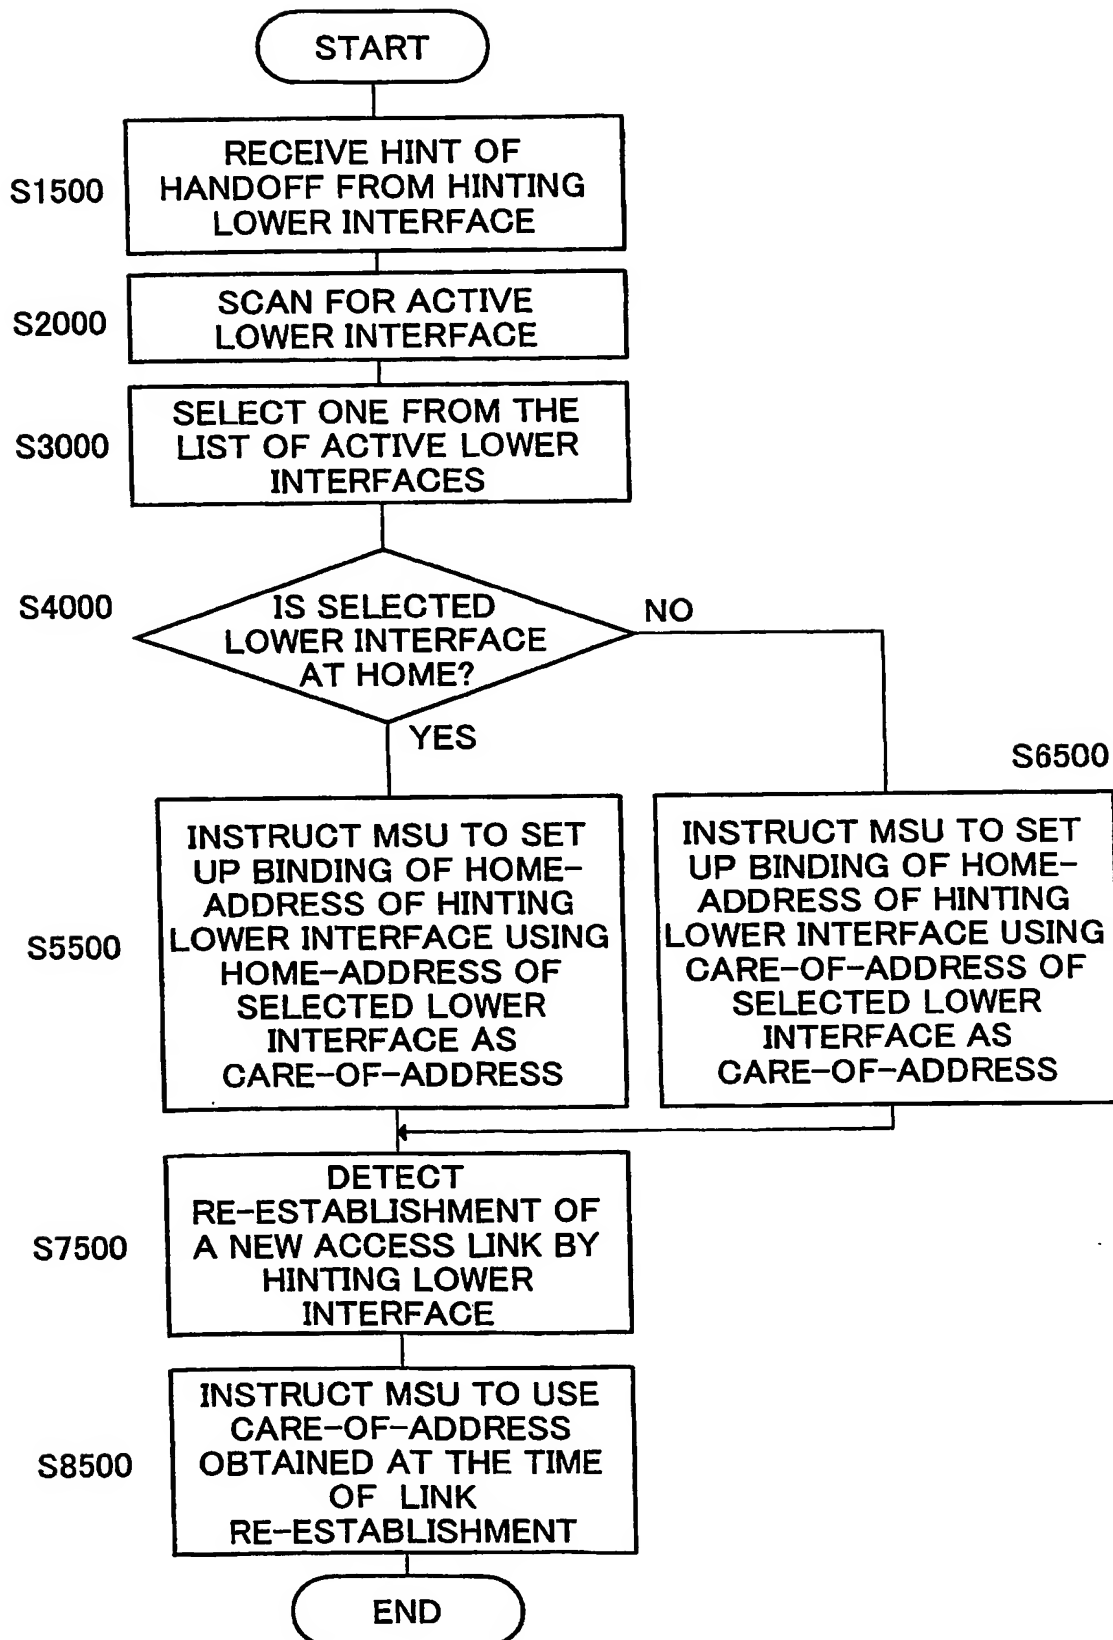 START
S1500
RECEIVE HINT OF
HANDOFF FROM HINTING
LOWER INTERFACE
S2000
SCAN FOR ACTIVE
LOWER INTERFACE
S3000
SELECT ONE FROM THE
LIST OF ACTIVE LOWER
INTERFACES
S4000
IS SELECTED
LOWER INTERFACE
AT HOME?
NO
YES
S6500
S5500
INSTRUCT MSU TO SET
UP BINDING OF HOME-
ADDRESS OF HINTING
LOWER INTERFACE USING
HOME-ADDRESS OF
SELECTED LOWER
INTERFACE AS
CARE-OF-ADDRESS
INSTRUCT MSU TO SET
UP BINDING OF HOME-
ADDRESS OF HINTING
LOWER INTERFACE USING
CARE-OF-ADDRESS OF
SELECTED LOWER
INTERFACE AS
CARE-OF-ADDRESS
S7500
DETECT
RE-ESTABLISHMENT OF
A NEW ACCESS LINK BY
HINTING LOWER
INTERFACE
S8500
INSTRUCT MSU TO USE
CARE-OF-ADDRESS
OBTAINED AT THE TIME
OF LINK
RE-ESTABLISHMENT
END